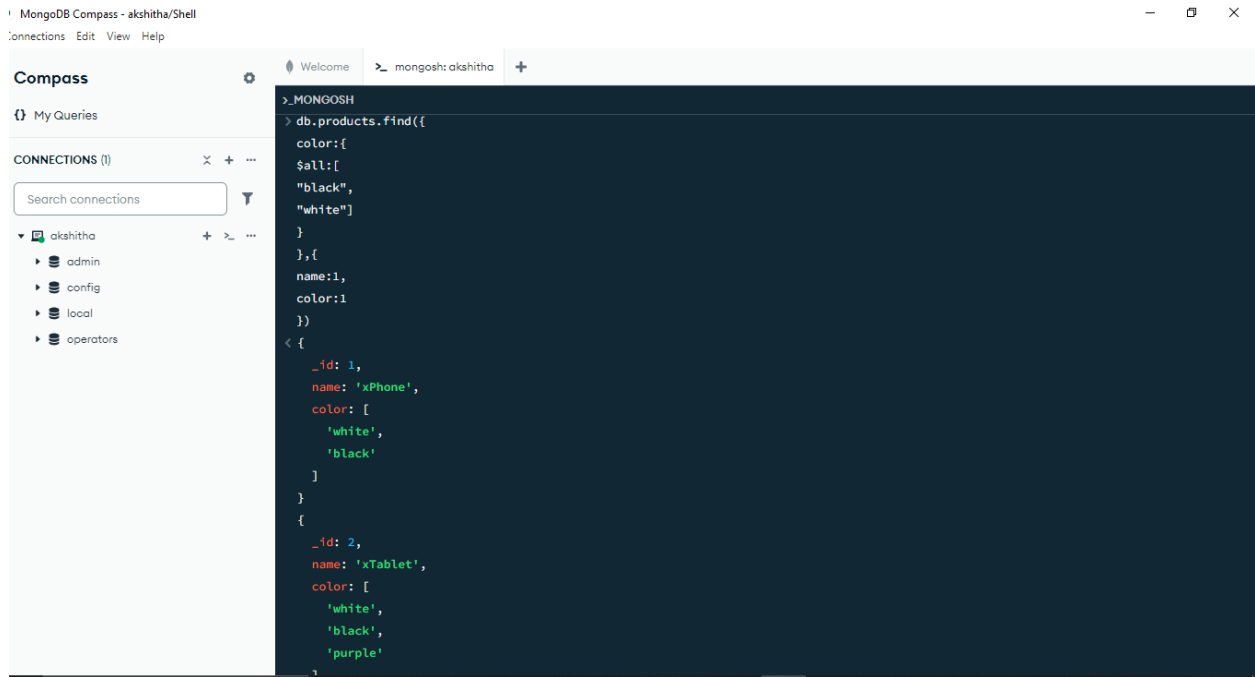 MongoDB Compass - akshitha/Shell
Connections Edit View Help
Compass
{} My Queries
CONNECTIONS (1)
Search connections
akshitha
admin
config
local
operators
Welcome
>_ mongosh: akshitha
>_MONGOSH
> db.products.find({
color:{
$all:[
"black",
"white"]
}
},{
name:1,
color:1
})
< {
_id: 1,
name: 'xPhone',
color: [
'white',
'black'
]
}
{
_id: 2,
name: 'xTablet',
color: [
'white',
'black',
'purple'
]